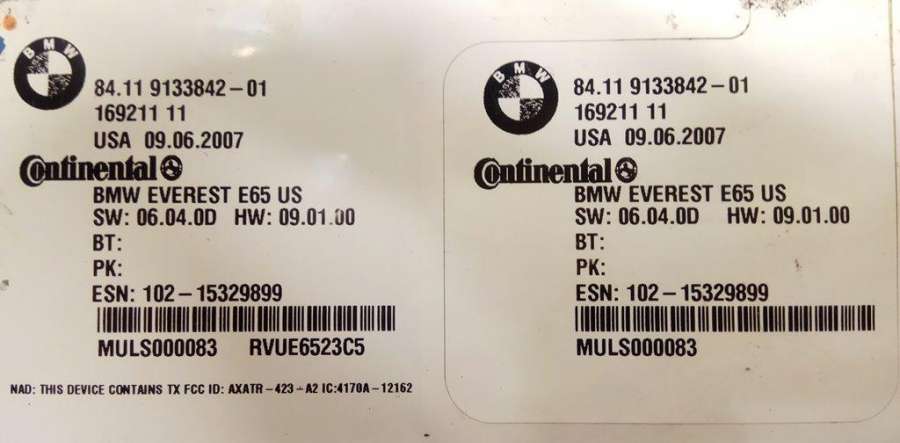 BMW
84.11 9133842-01
169211 11
USA 09.06.2007
Continental
BMW EVEREST E65 US
SW: 06.04.0D HW: 09.01.00
BT:
PK:
ESN: 102-15329899
MULS000083 RVUE6523C5
NAD: THIS DEVICE CONTAINS TX FCC ID: AXATR-423-A2 IC:4170A-12162
BMW
84.11 9133842-01
169211 11
USA 09.06.2007
Continental
BMW EVEREST E65 US
SW: 06.04.0D HW: 09.01.00
BT:
PK:
ESN: 102-15329899
MULS000083